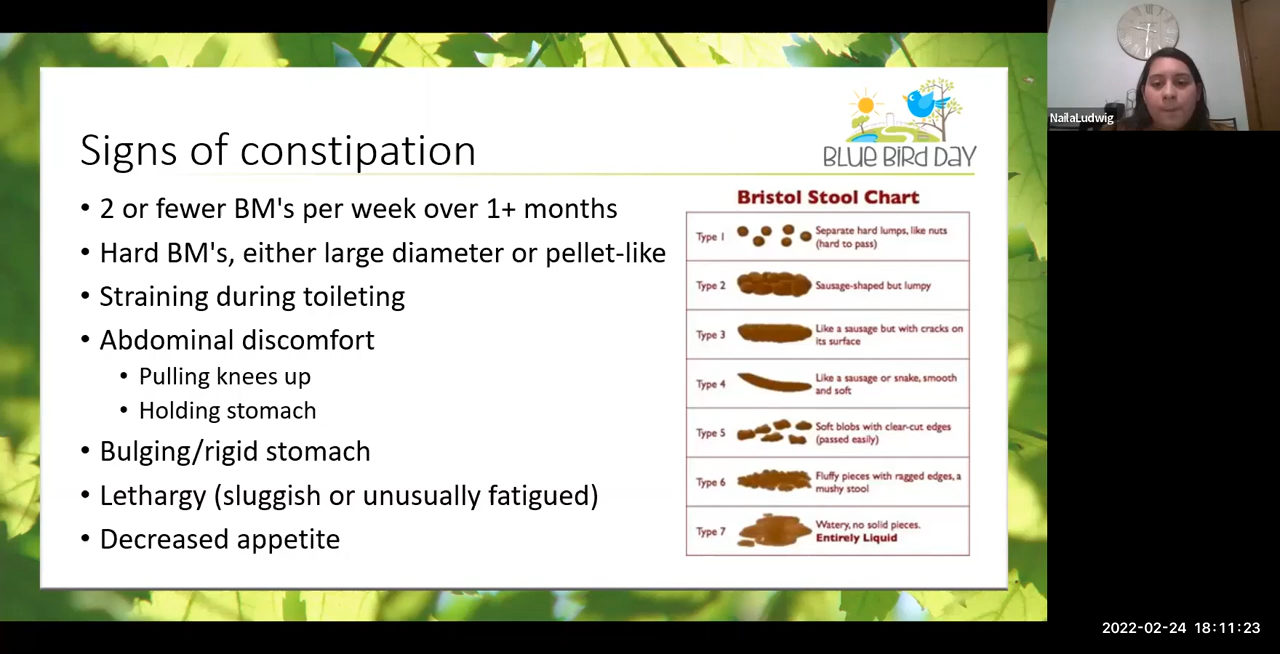 NailaLudwig
BLUE BIRD DAY
Signs of constipation
• 2 or fewer BM's per week over 1+ months
• Hard BM's, either large diameter or pellet-like
• Straining during toileting
• Abdominal discomfort
• Pulling knees up
• Holding stomach
• Bulging/rigid stomach
• Lethargy (sluggish or unusually fatigued)
• Decreased appetite
Bristol Stool Chart
Type 1
Separate hard lumps, like nuts
(hard to pass)
Type 2
Sausage-shaped but lumpy
Type 3
Like a sausage but with cracks on
its surface
Type 4
Like a sausage or snake, smooth
and soft
Type 5
Soft blobs with clear-cut edges
(passed easily)
Type 6
Fluffy pieces with ragged edges, a
mushy stool
Type 7
Watery, no solid pieces.
Entirely Liquid
2022-02-24 18:11:23